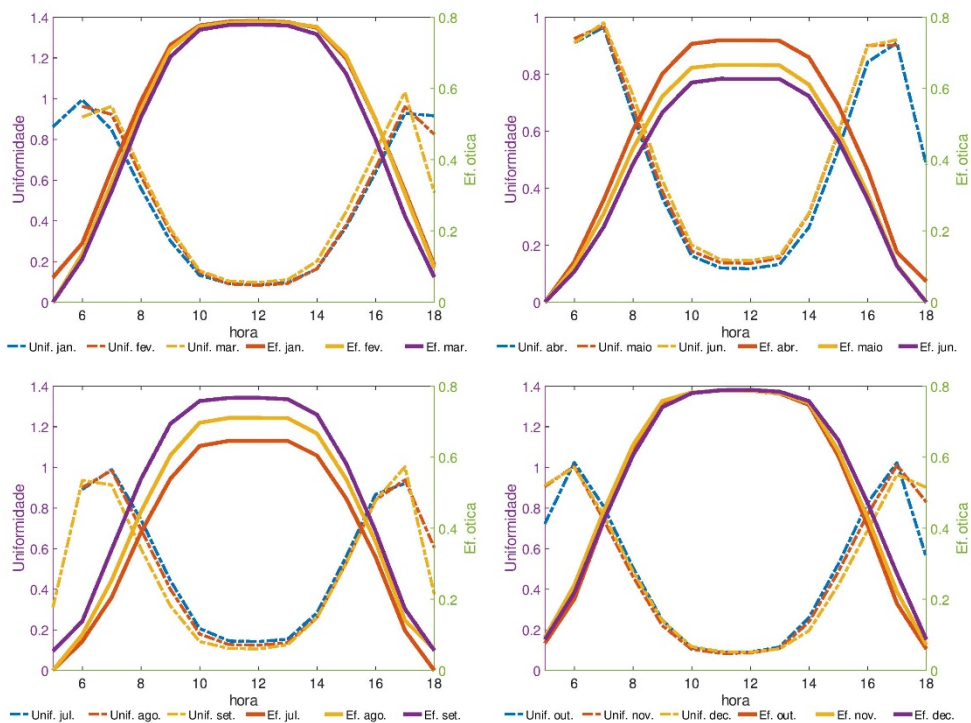 1.4
1.2
1
0.8
0.6
0.4
0.2
0
Uniformidade
0.8
0.6
0.4
0.2
0
Ef. otica
6 8 10 12 14 16 18
hora
Unif. jan. Unif. fev. Unif. mar. Ef. jan. Ef. fev. Ef. mar.
1
0.8
0.6
0.4
0.2
0
Uniformidade
0.8
0.6
0.4
0.2
0
Ef. otica
6 8 10 12 14 16 18
hora
Unif. abr. Unif. maio Unif. jun. Ef. abr. Ef. maio Ef. jun.
1.4
1.2
1
0.8
0.6
0.4
0.2
0
Uniformidade
0.8
0.6
0.4
0.2
0
Ef. otica
6 8 10 12 14 16 18
hora
Unif. jul. Unif. ago. Unif. set. Ef. jul. Ef. ago. Ef. set.
1.4
1.2
1
0.8
0.6
0.4
0.2
0
Uniformidade
0.8
0.6
0.4
0.2
0
Ef. otica
6 8 10 12 14 16 18
hora
Unif. out. Unif. nov. Unif. dec. Ef. out. Ef. nov. Ef. dec.